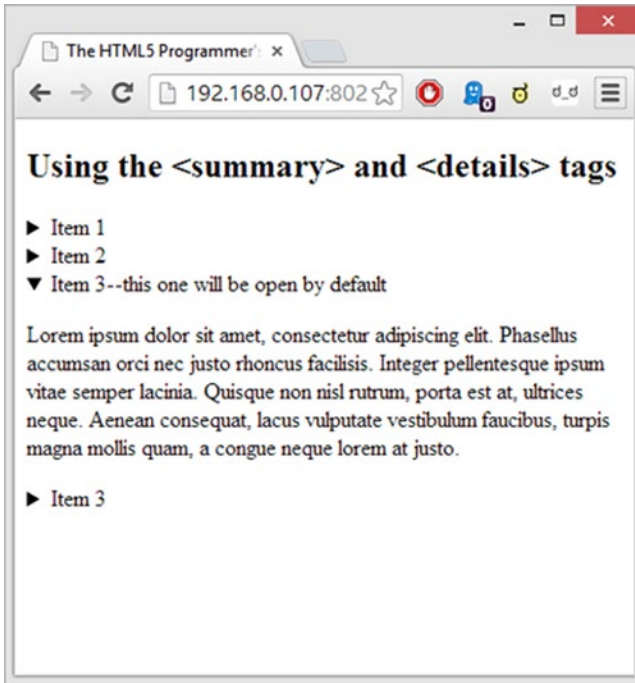 The HTML5 Programmer's
192.168.0.107:802
0
ಠ_ಠ
Using the <summary> and <details> tags
Item 1
Item 2
Item 3--this one will be open by default
Lorem ipsum dolor sit amet, consectetur adipiscing elit. Phasellus
accumsan orci nec justo rhoncus facilisis. Integer pellentesque ipsum
vitae semper lacinia. Quisque non nisl rutrum, porta est at, ultrices
neque. Aenean consequat, lacus vulputate vestibulum faucibus, turpis
magna mollis quam, a congue neque lorem at justo.
Item 3